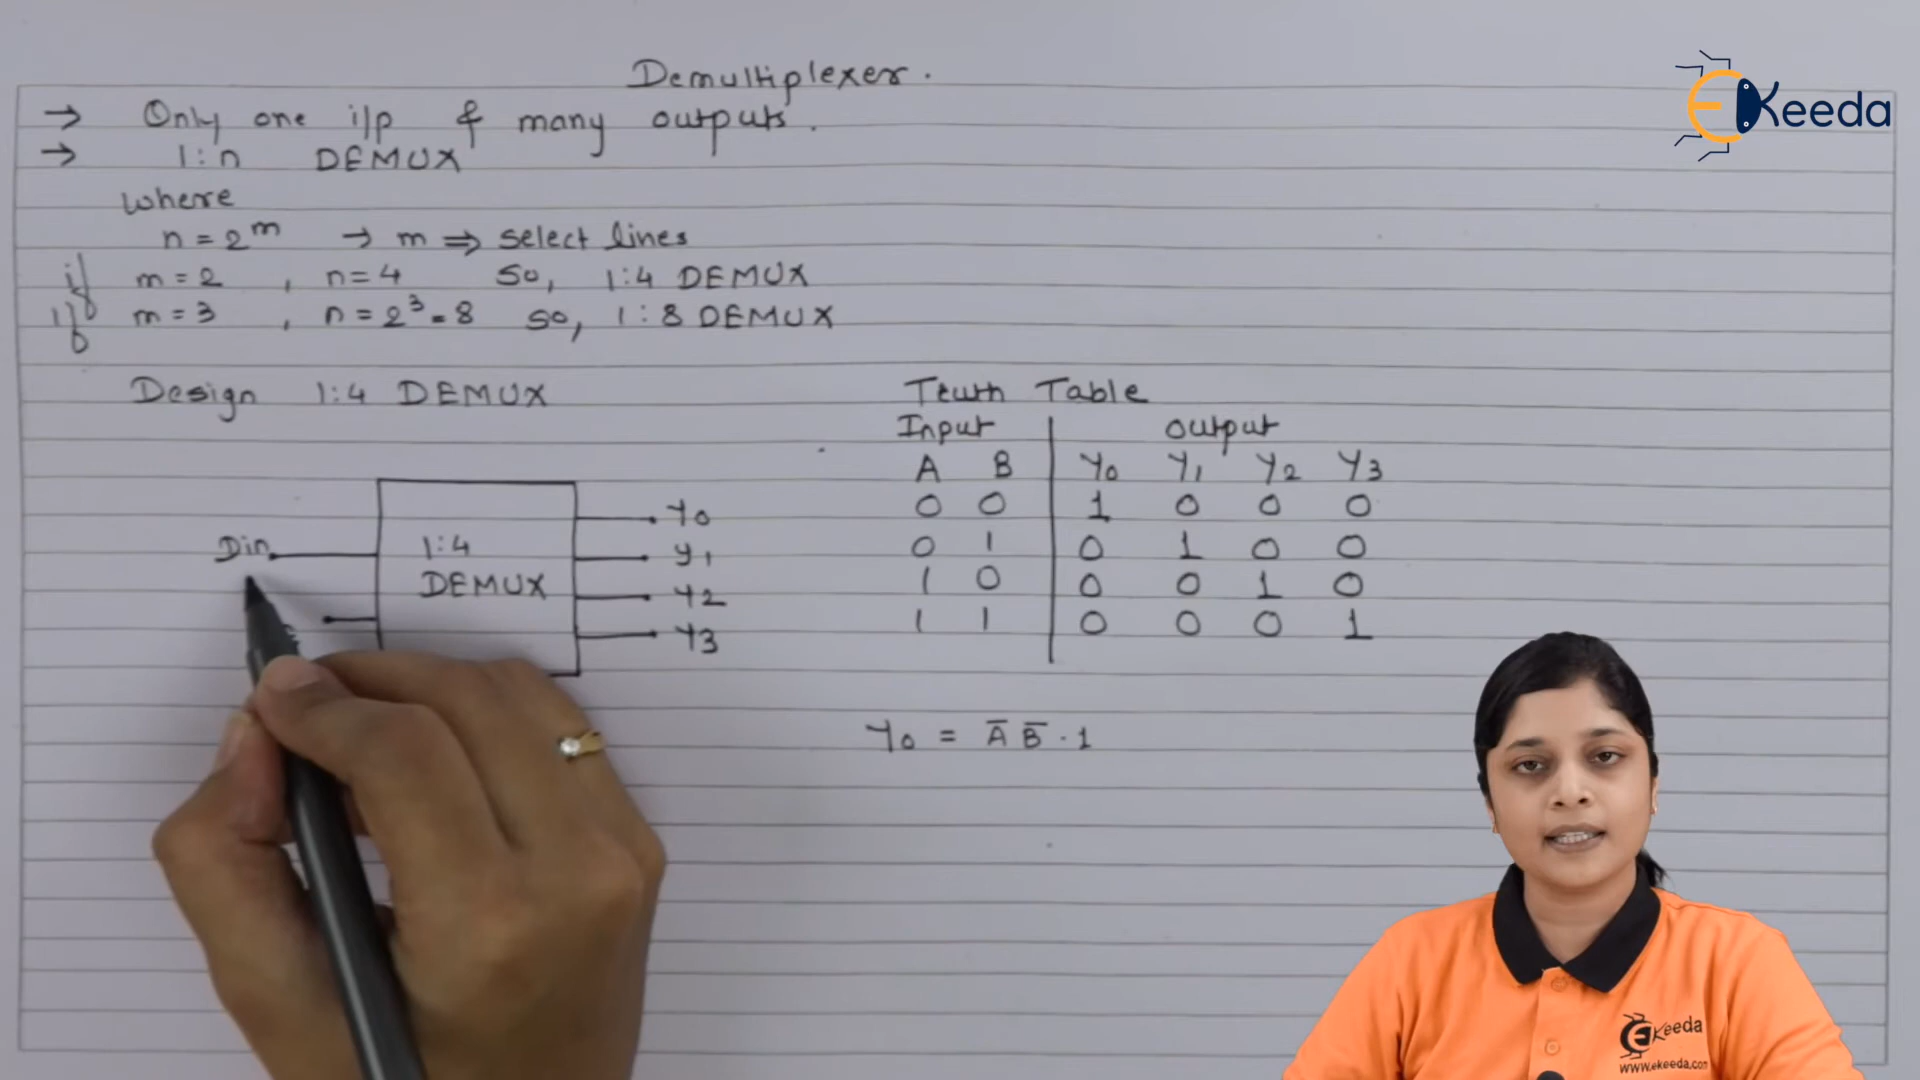 Demultiplexer.
EKeeda
→ Only one i/p & many outputs.
→ 1:n DEMUX
where
n = 2^m → m ⇒ select lines
if m = 2 , n = 4 so, 1:4 DEMUX
if m = 3 , n = 2^3 = 8 so, 1:8 DEMUX
Design 1:4 DEMUX
Truth Table
Input | output
A B | Y0 Y1 Y2 Y3
0 0 | 1 0 0 0
0 1 | 0 1 0 0
1 0 | 0 0 1 0
1 1 | 0 0 0 1
Din
1:4
DEMUX
Y0
y1
Y2
Y3
Y0 = A̅ B̅ . 1
EKeeda
www.ekeeda.com